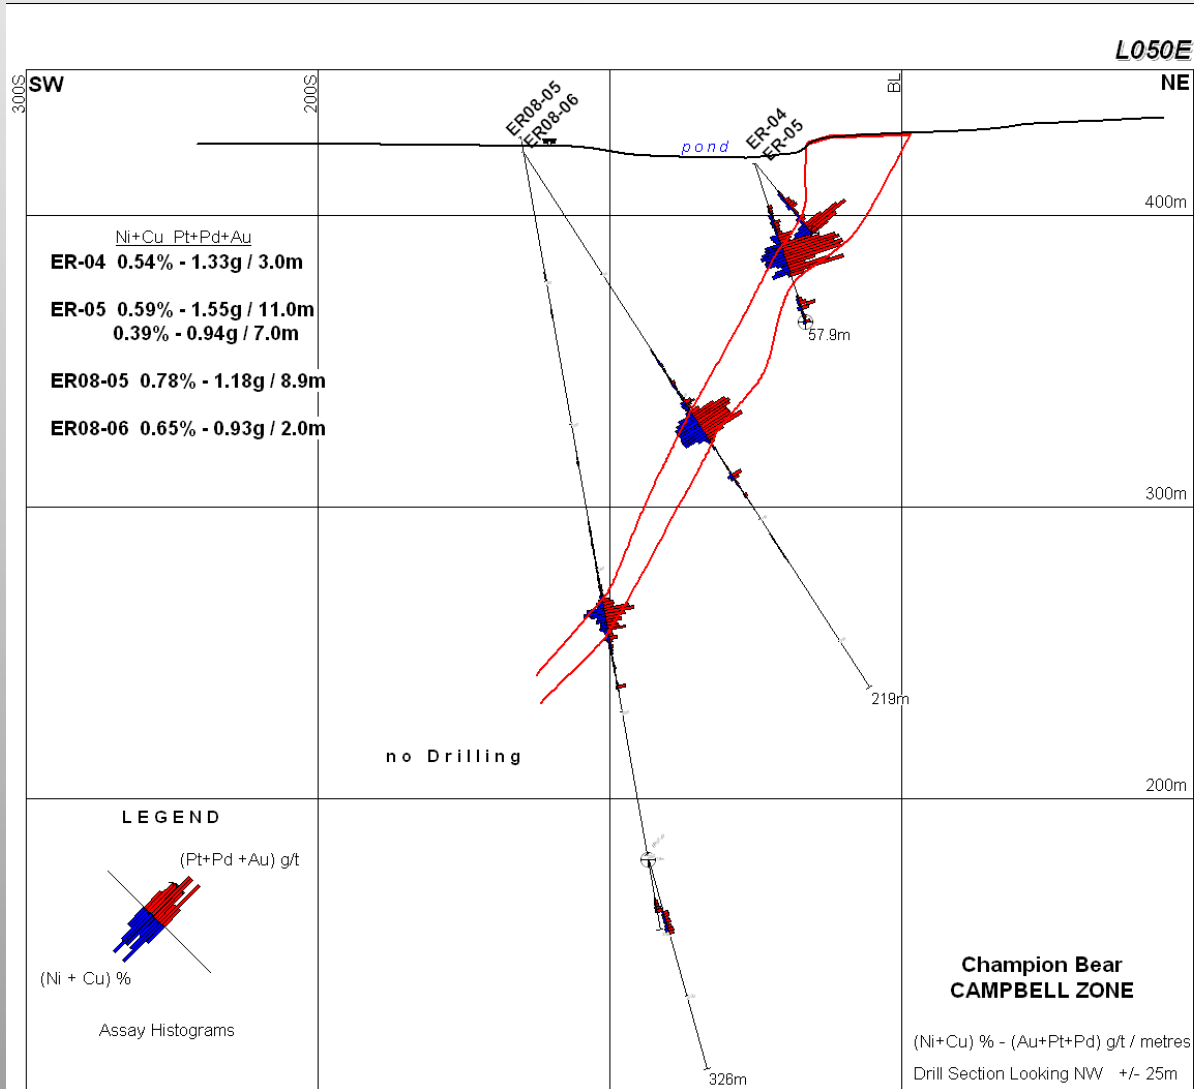 L050E
300S
SW
200S
BL
NE
ER08-05
ER08-06
ER-04
ER-05
pond
400m
Ni+Cu Pt+Pd+Au
ER-04 0.54% - 1.33g / 3.0m
ER-05 0.59% - 1.55g / 11.0m
0.39% - 0.94g / 7.0m
ER08-05 0.78% - 1.18g / 8.9m
ER08-06 0.65% - 0.93g / 2.0m
57.9m
300m
219m
no Drilling
200m
LEGEND
(Pt+Pd +Au) g/t
(Ni + Cu) %
Assay Histograms
Champion Bear
CAMPBELL ZONE
(Ni+Cu) % - (Au+Pt+Pd) g/t / metres
Drill Section Looking NW +/- 25m
326m